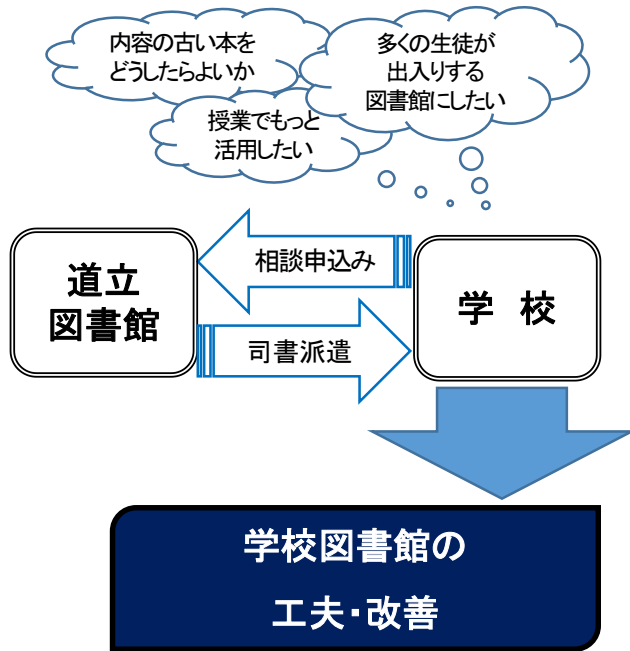 内容の古い本を
どうしたらよいか
多くの生徒が
出入りする
図書館にしたい
授業でもっと
活用したい
相談申込み
道立
図書館
学 校
司書派遣
学校図書館の
工夫・改善